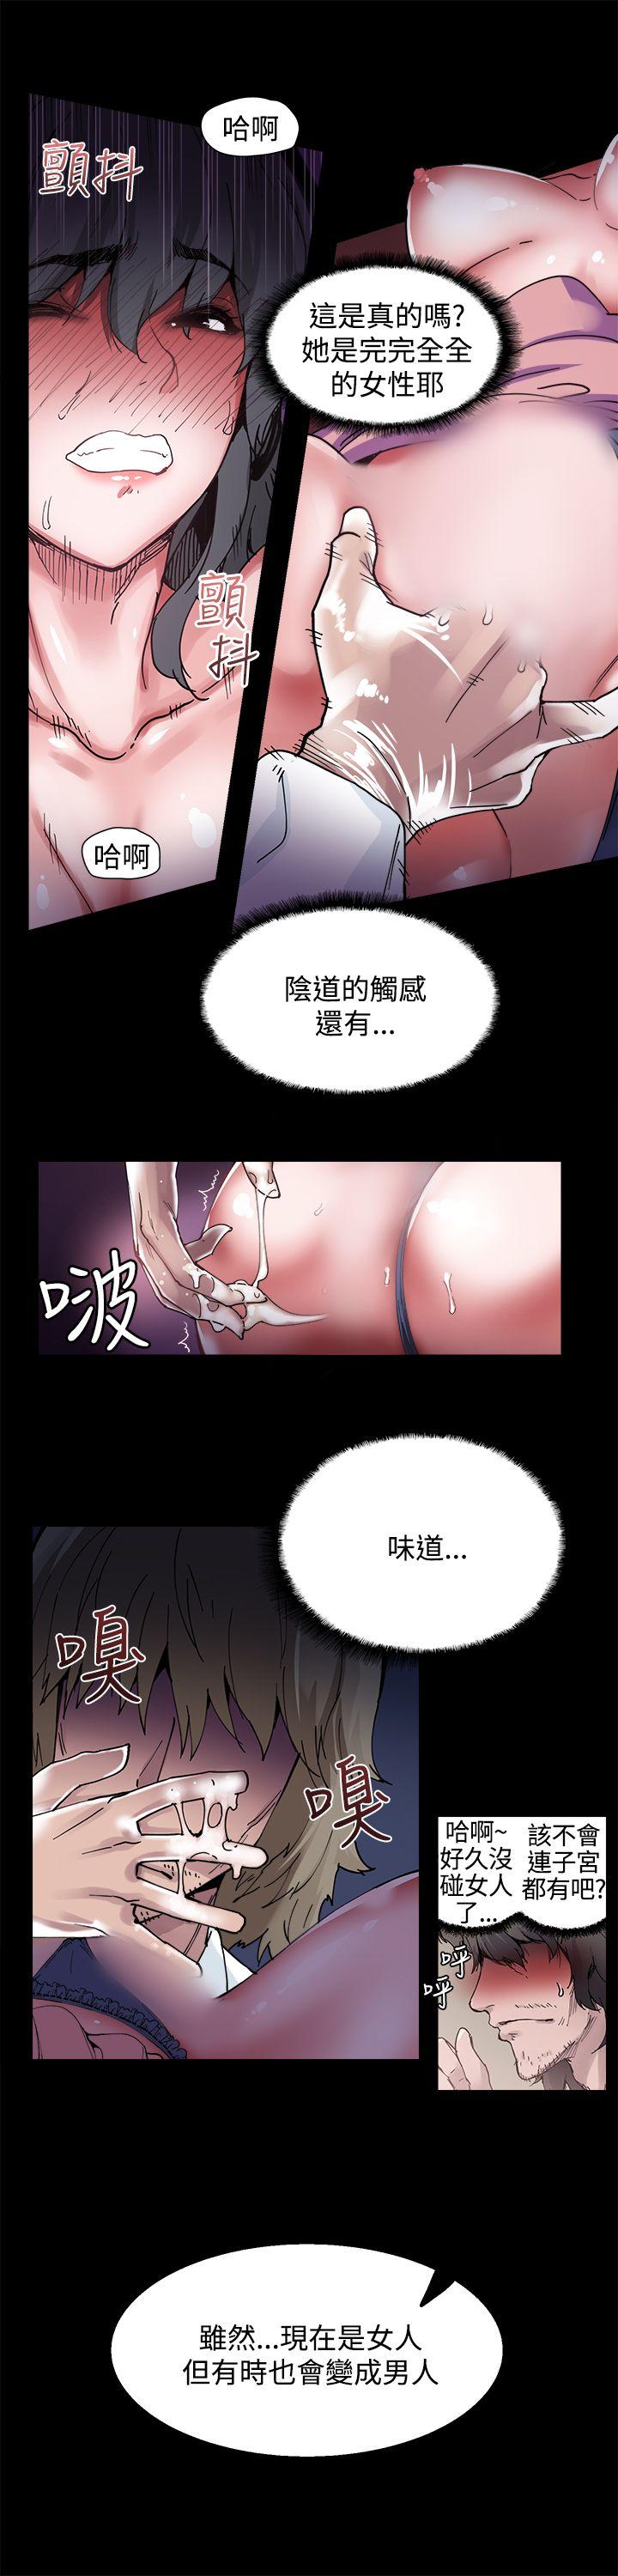 哈啊
顫抖
這是真的嗎?
她是完完全全
的女性耶
顫抖
哈啊
陰道的觸感
還有...
啵
味道...
嗅
嗅
該不會
連子宮
都有吧?
哈啊~
好久沒
碰女人
了...
呼
呼
雖然...現在是女人
但有時也會變成男人